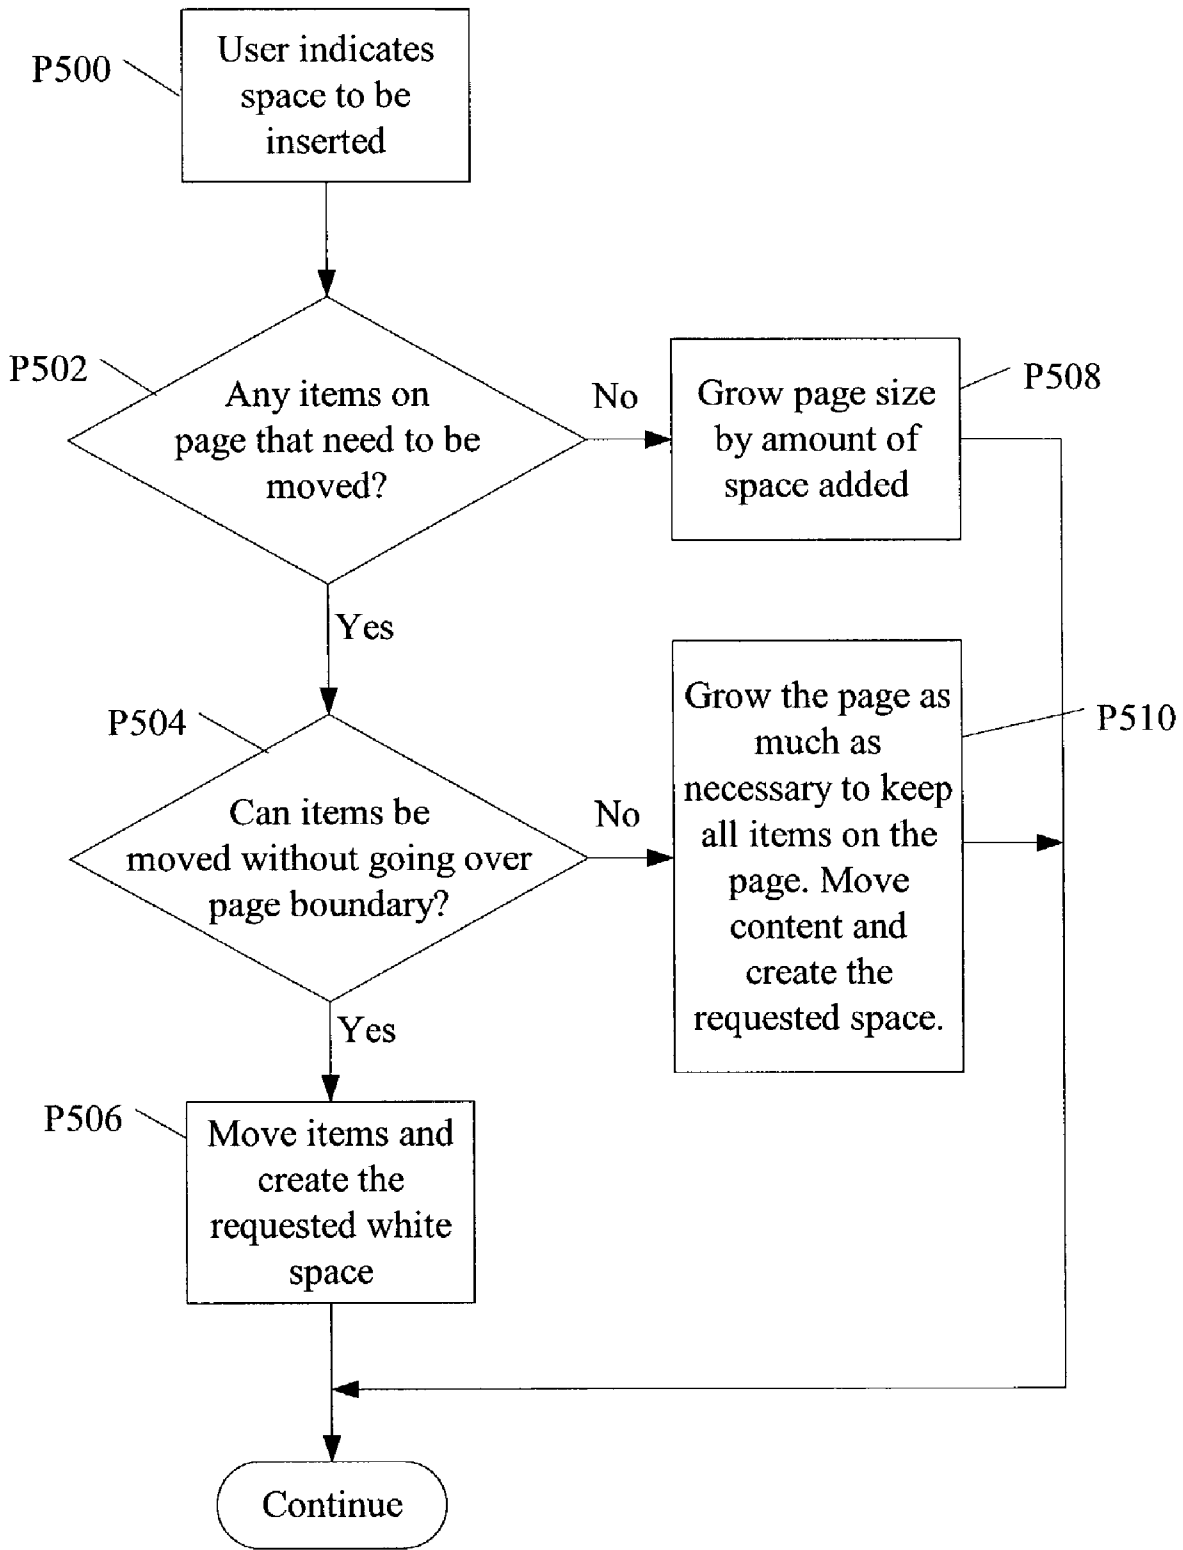 P500
User indicates
space to be
inserted
P502
Any items on
page that need to be
moved?
No
Grow page size
by amount of
space added
P508
Yes
P504
Can items be
moved without going over
page boundary?
No
Grow the page as
much as
necessary to keep
all items on the
page. Move
content and
create the
requested space.
P510
Yes
P506
Move items and
create the
requested white
space
Continue